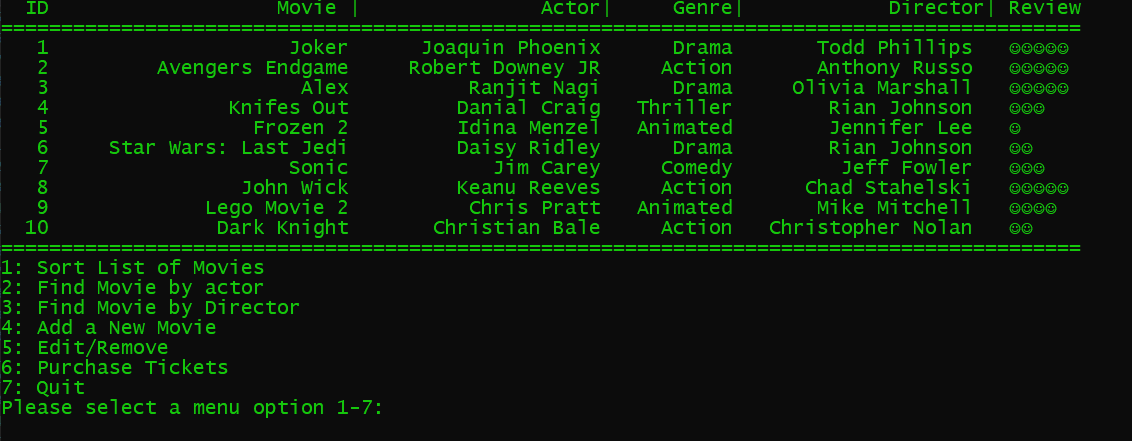 ID Movie | Actor| Genre| Director| Review
==========================================================================================
1 Joker Joaquin Phoenix Drama Todd Phillips ☺☺☺☺☺
2 Avengers Endgame Robert Downey JR Action Anthony Russo ☺☺☺☺☺
3 Alex Ranjit Nagi Drama Olivia Marshall ☺☺☺☺☺
4 Knifes Out Danial Craig Thriller Rian Johnson ☺☺☺
5 Frozen 2 Idina Menzel Animated Jennifer Lee ☺
6 Star Wars: Last Jedi Daisy Ridley Drama Rian Johnson ☺☺
7 Sonic Jim Carey Comedy Jeff Fowler ☺☺☺
8 John Wick Keanu Reeves Action Chad Stahelski ☺☺☺☺☺
9 Lego Movie 2 Chris Pratt Animated Mike Mitchell ☺☺☺☺
10 Dark Knight Christian Bale Action Christopher Nolan ☺☺
==========================================================================================
1: Sort List of Movies
2: Find Movie by actor
3: Find Movie by Director
4: Add a New Movie
5: Edit/Remove
6: Purchase Tickets
7: Quit
Please select a menu option 1-7: